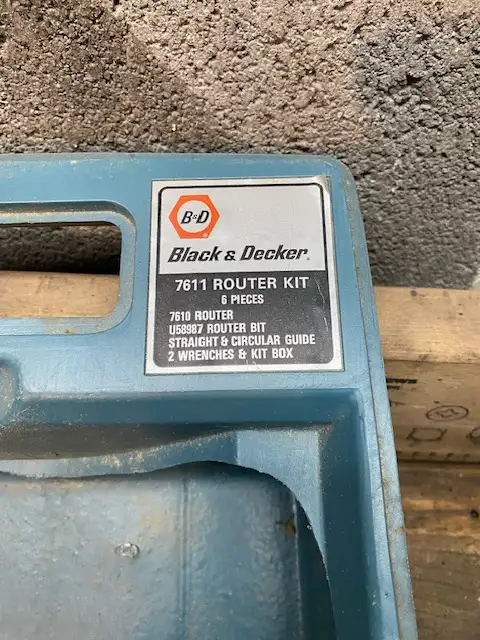 B&D
Black & Decker®
7611 ROUTER KIT
6 PIECES
7610 ROUTER
U58987 ROUTER BIT
STRAIGHT & CIRCULAR GUIDE
2 WRENCHES & KIT BOX